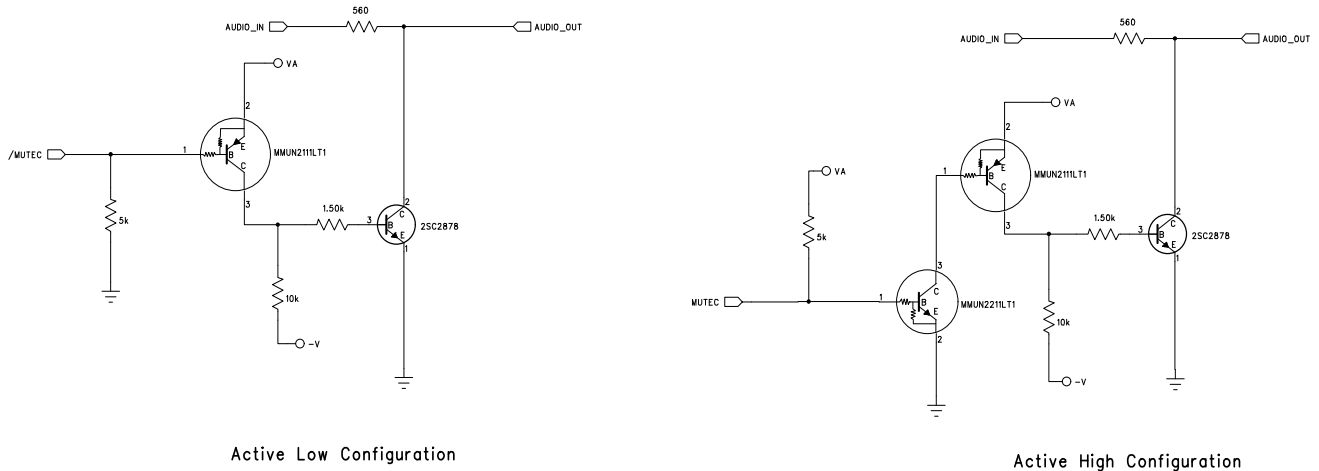 560
AUDIO_IN
AUDIO_OUT
VA
2
E
/MUTEC
1
B
MMUN2111LT1
C
3
5k
1.50k
3
2
C
B
E
1
2SC2878
10k
-V
Active Low Configuration
560
AUDIO_IN
AUDIO_OUT
VA
2
E
1
B
MMUN2111LT1
C
3
VA
5k
1.50k
3
2
C
B
E
1
2SC2878
3
C
MUTEC
1
B
MMUN2211LT1
E
2
10k
-V
Active High Configuration